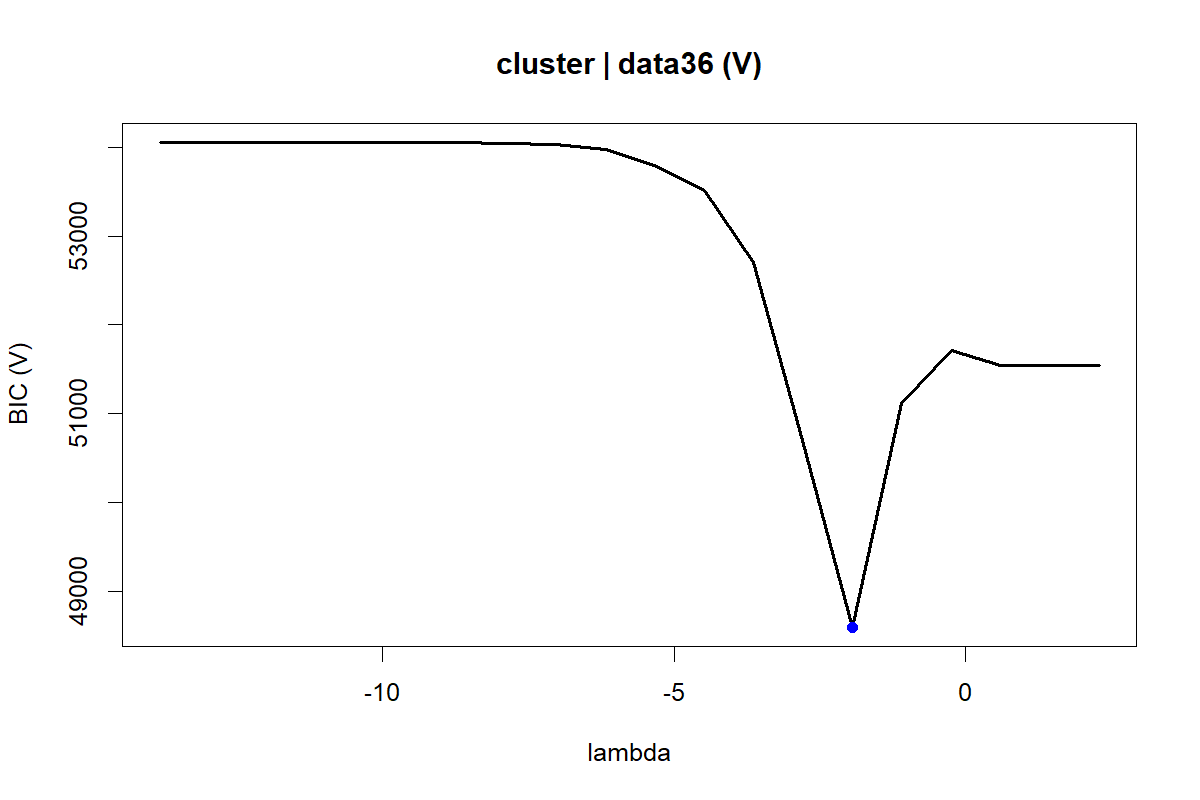 cluster | data36 (V)
BIC (V)
53000
51000
49000
-10 -5 0
lambda